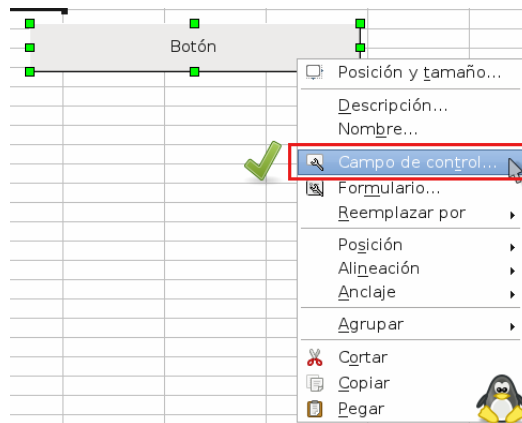 Botón
Posición y tamaño...
Descripción...
Nombre...
Campo de control...
Formulario...
Reemplazar por
Posición
Alineación
Anclaje
Agrupar
Cortar
Copiar
Pegar